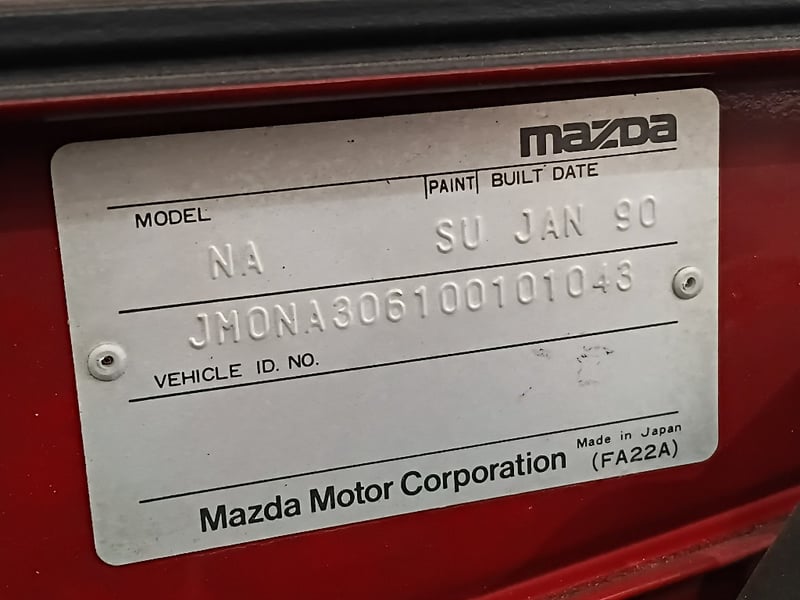 mazda
MODEL PAINT BUILT DATE
NA SU JAN 90
JM0NA306100101043
VEHICLE ID. NO.
Made in Japan
Mazda Motor Corporation (FA22A)